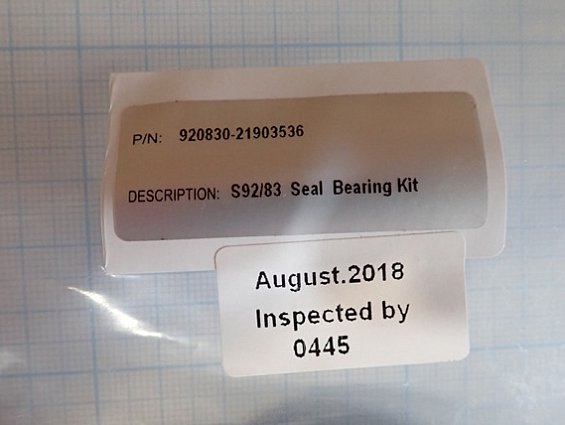 P/N: 920830-21903536
DESCRIPTION: S92/83 Seal Bearing Kit
August.2018
Inspected by
0445